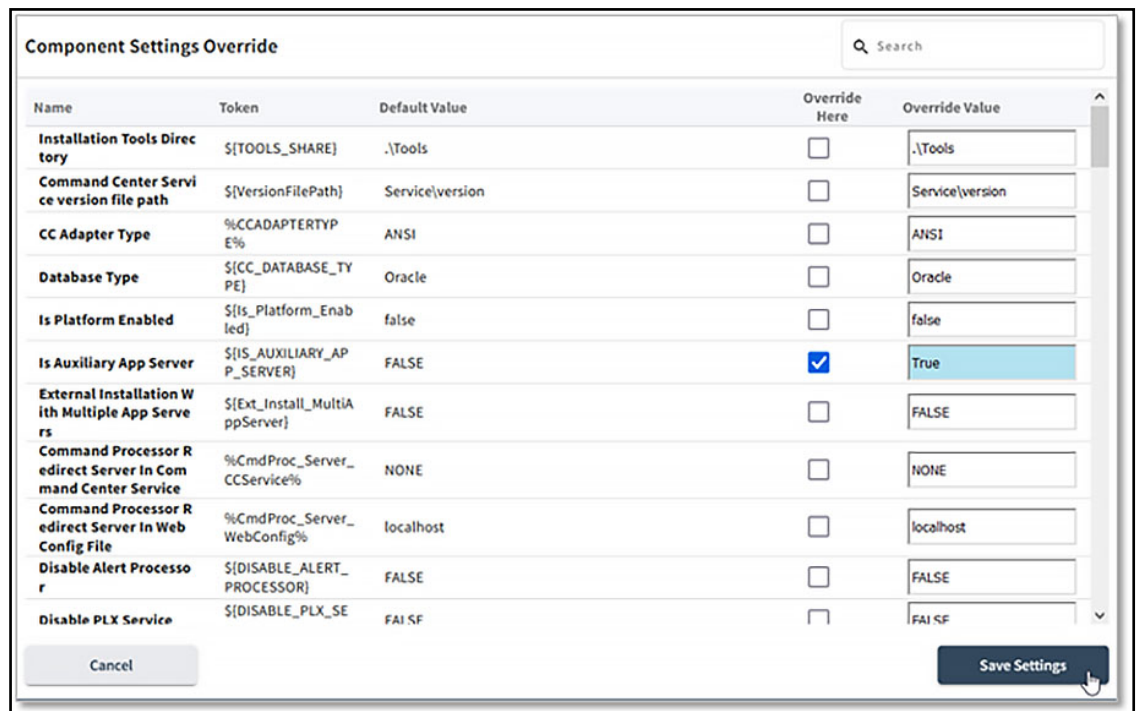 Component Settings Override
Search
Name Token Default Value Override Here Override Value
Installation Tools Direc
tory
${TOOLS_SHARE} .\Tools .\Tools
Command Center Servi
ce version file path
${VersionFilePath} Service\version Service\version
CC Adapter Type
%CCADAPTERTYP
E%
ANSI ANSI
Database Type
${CC_DATABASE_TY
PE}
Oracle Oracle
Is Platform Enabled
${Is_Platform_Enab
led}
false false
Is Auxiliary App Server
${IS_AUXILIARY_AP
P_SERVER}
FALSE True
External Installation W
ith Multiple App Serve
rs
${Ext_Install_MultiA
ppServer}
FALSE FALSE
Command Processor R
edirect Server In Com
mand Center Service
%CmdProc_Server_
CCService%
NONE NONE
Command Processor R
edirect Server In Web
Config File
%CmdProc_Server_
WebConfig%
localhost localhost
Disable Alert Processo
r
${DISABLE_ALERT_
PROCESSOR}
FALSE FALSE
Disable PLX Service
${DISABLE_PLX_SE
FALSE FALSE
Cancel Save Settings